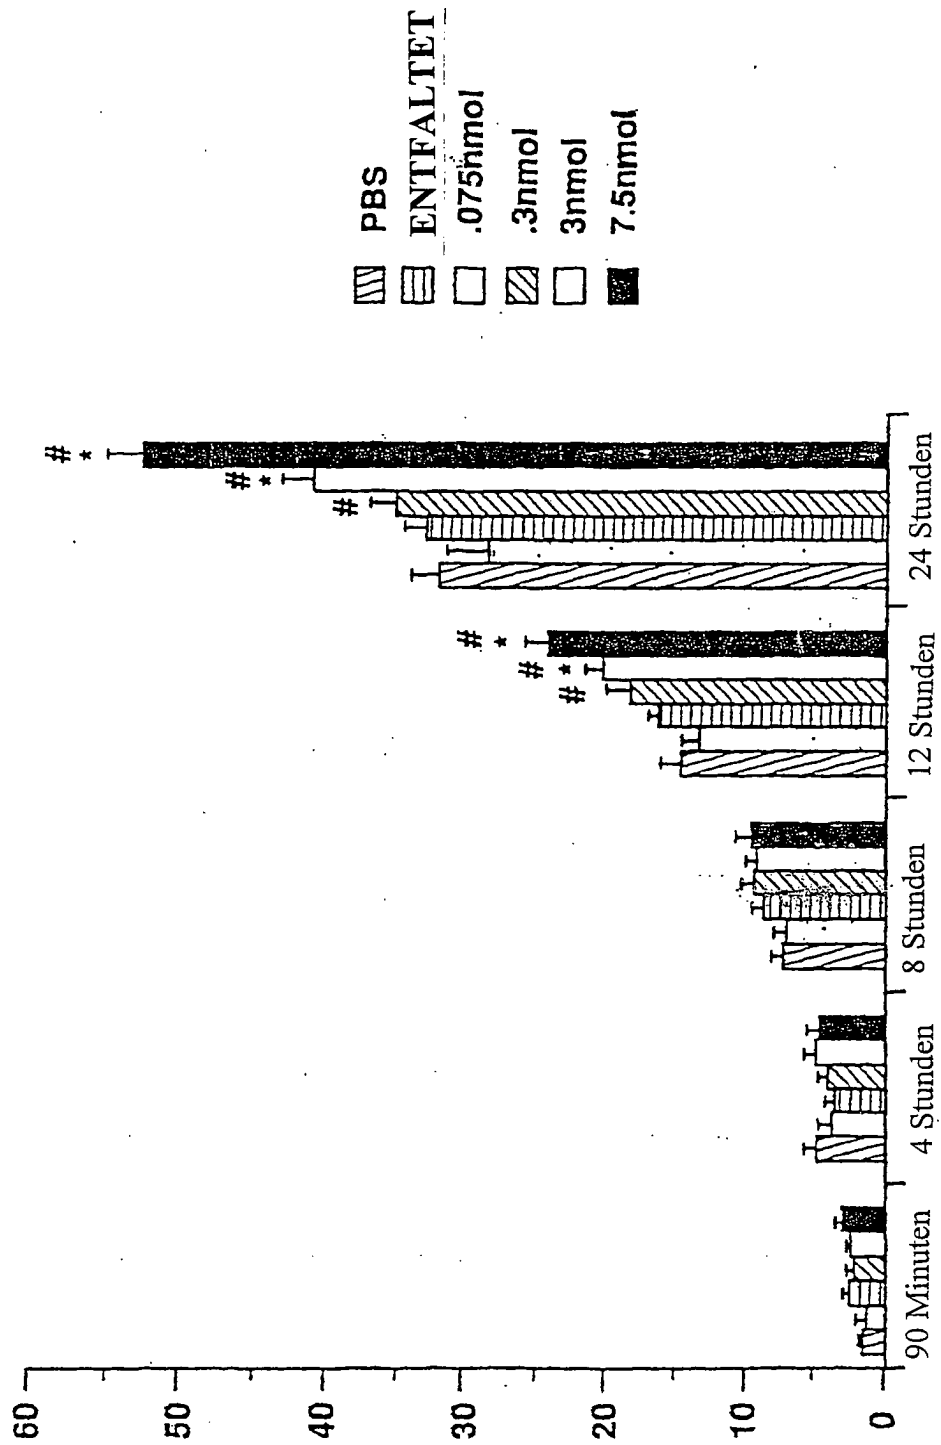 PBS
ENTFALTET
.075nmol
.3nmol
3nmol
7.5nmol
60
50
40
30
20
10
0
# *
# *
#
# *
# *
#
90 Minuten
4 Stunden
8 Stunden
12 Stunden
24 Stunden